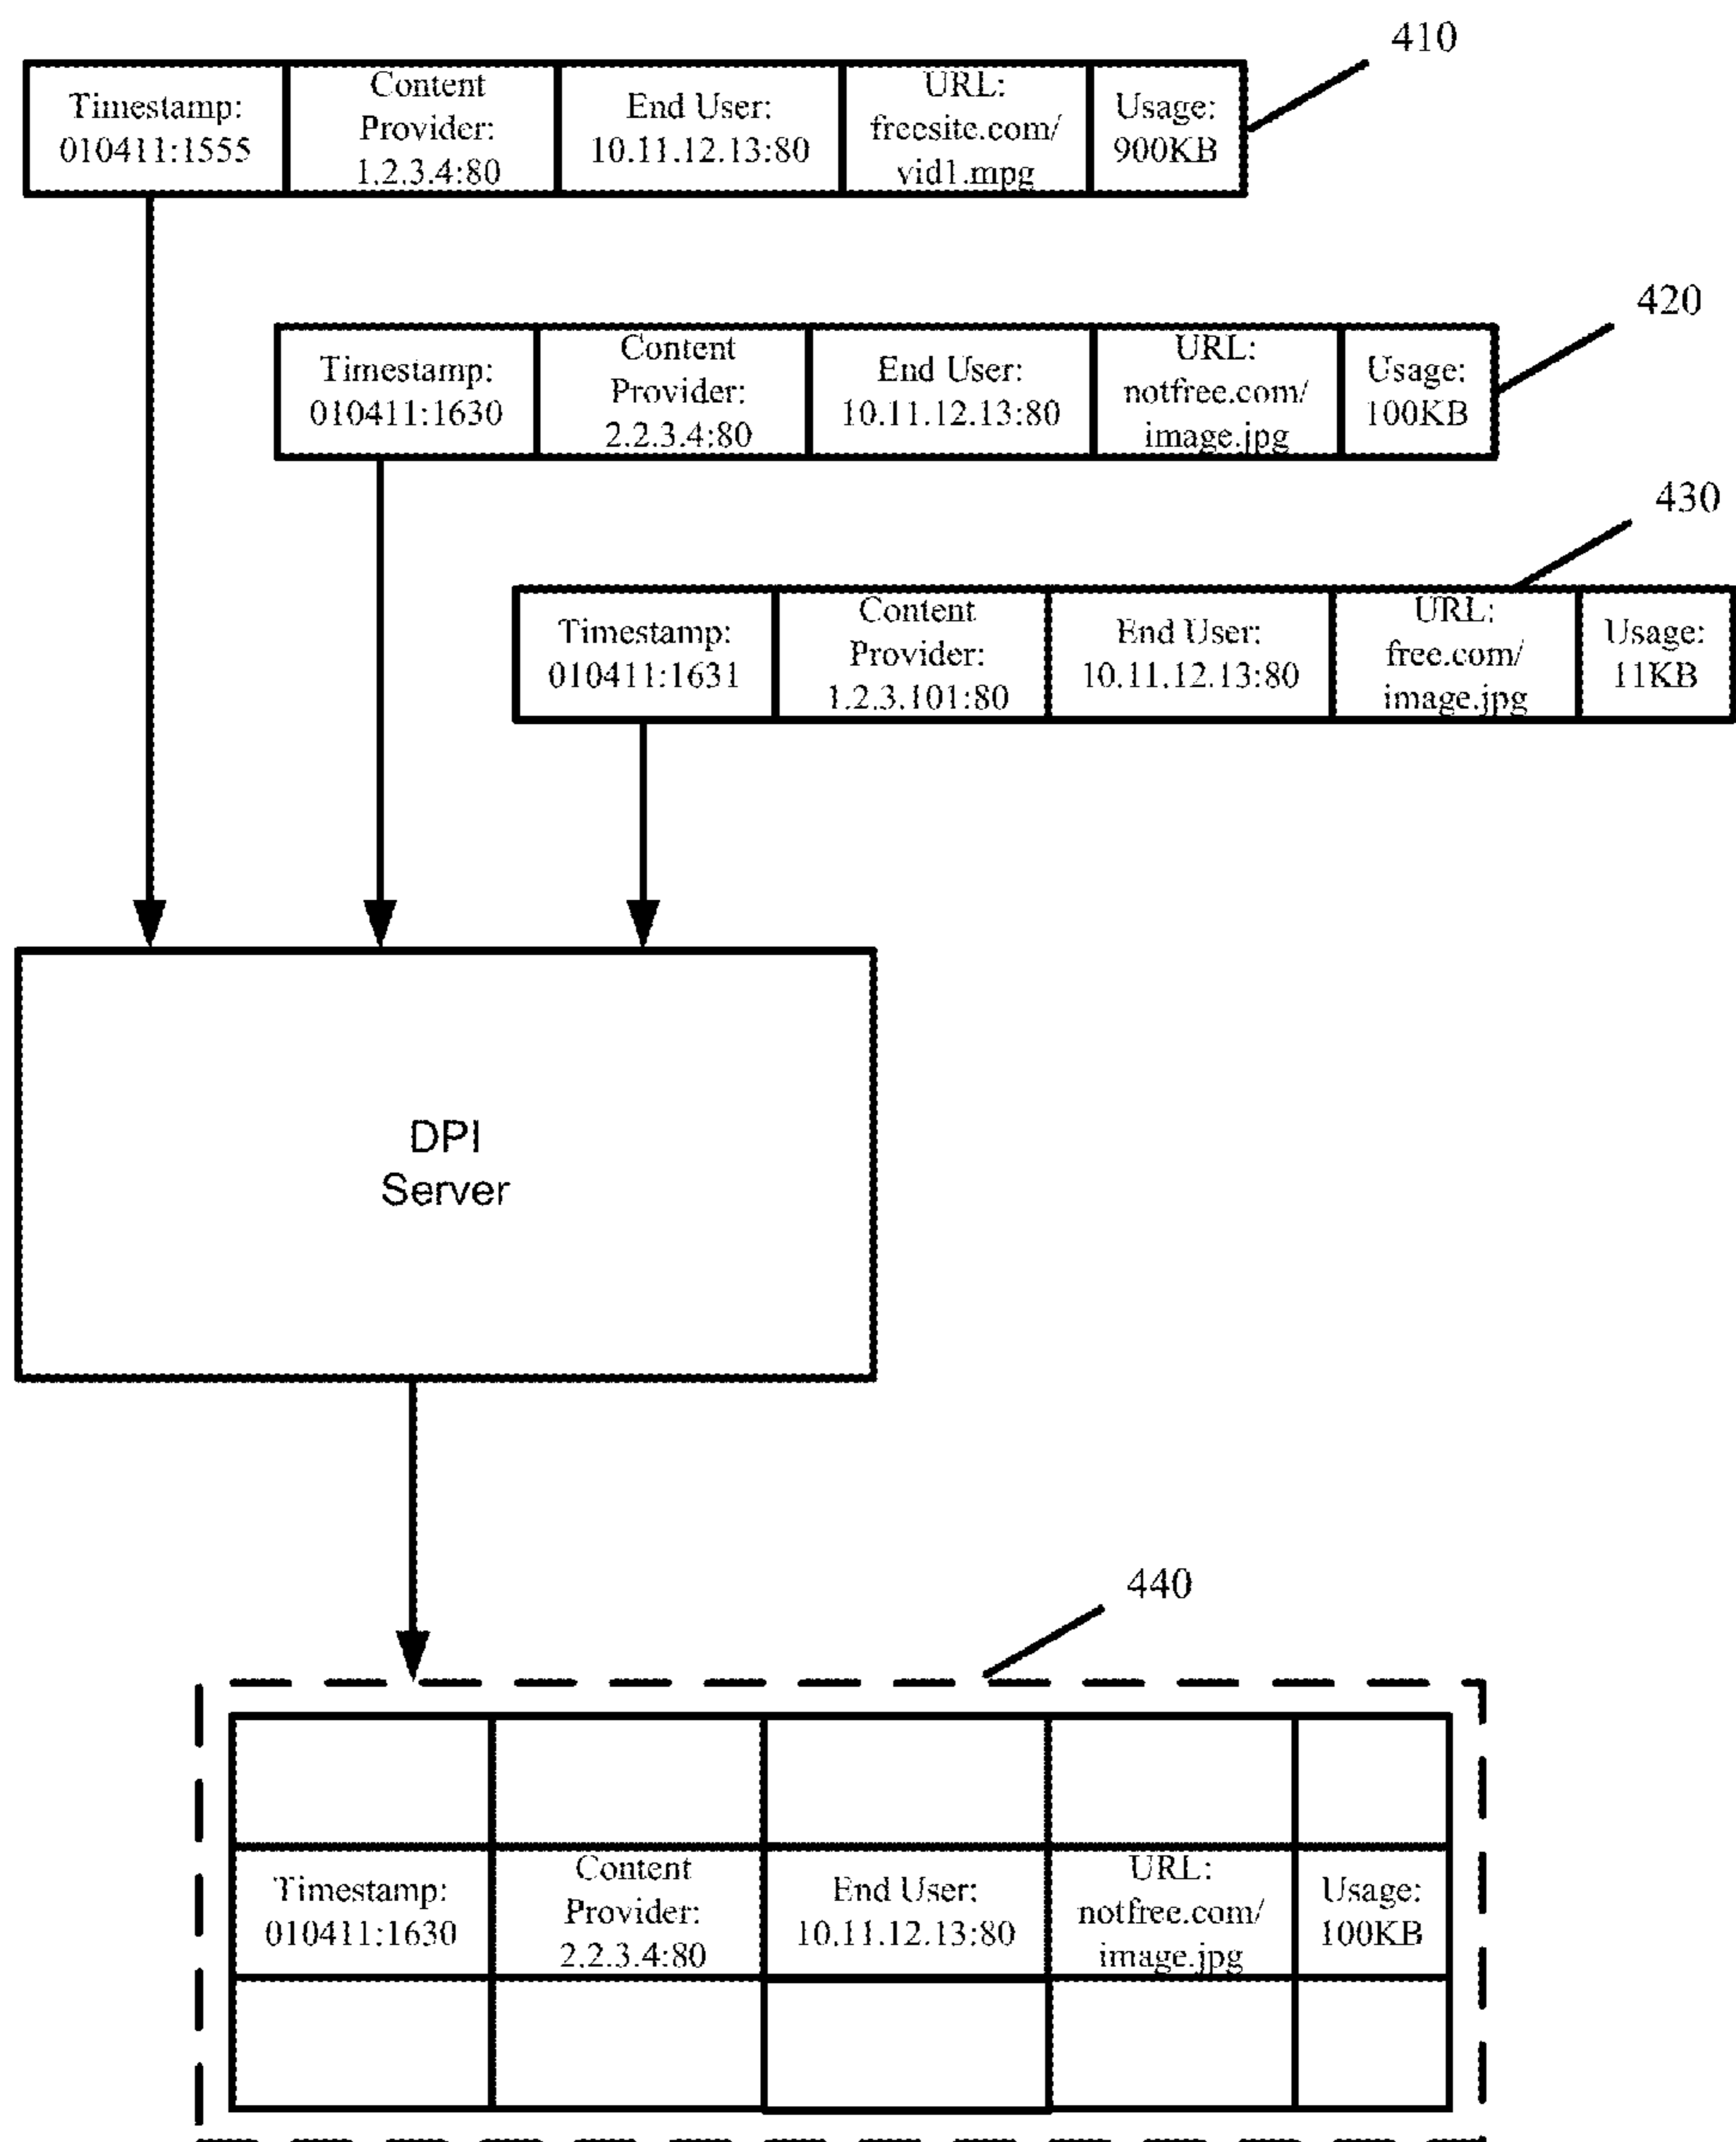 410
Timestamp:
010411:1555
Content
Provider:
1.2.3.4:80
End User:
10.11.12.13:80
URL:
freesite.com/
vid1.mpg
Usage:
900KB
420
Timestamp:
010411:1630
Content
Provider:
2.2.3.4:80
End User:
10.11.12.13:80
URL:
notfree.com/
image.jpg
Usage:
100KB
430
Timestamp:
010411:1631
Content
Provider:
1.2.3.101:80
End User:
10.11.12.13:80
URL:
free.com/
image.jpg
Usage:
11KB
DPI
Server
440
Timestamp:
010411:1630
Content
Provider:
2.2.3.4:80
End User:
10.11.12.13:80
URL:
notfree.com/
image.jpg
Usage:
100KB